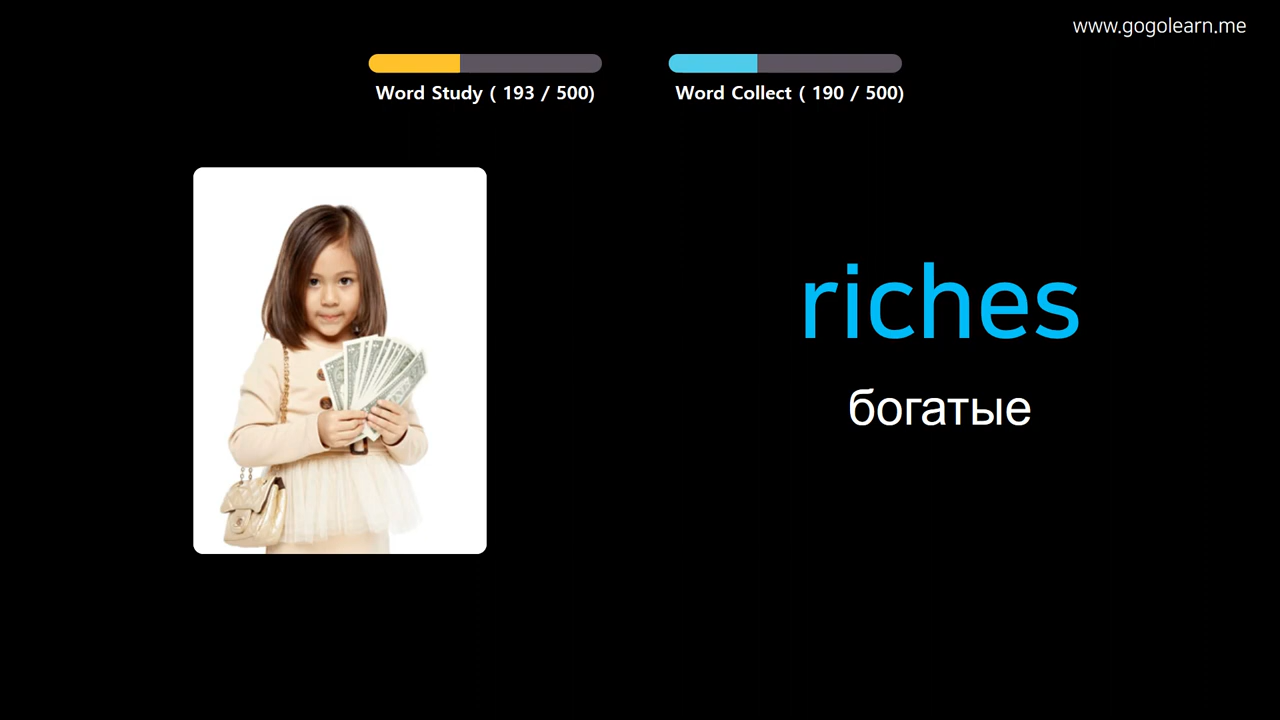 www.gogolearn.me
Word Study ( 193 / 500)
Word Collect ( 190 / 500)
riches
богатые